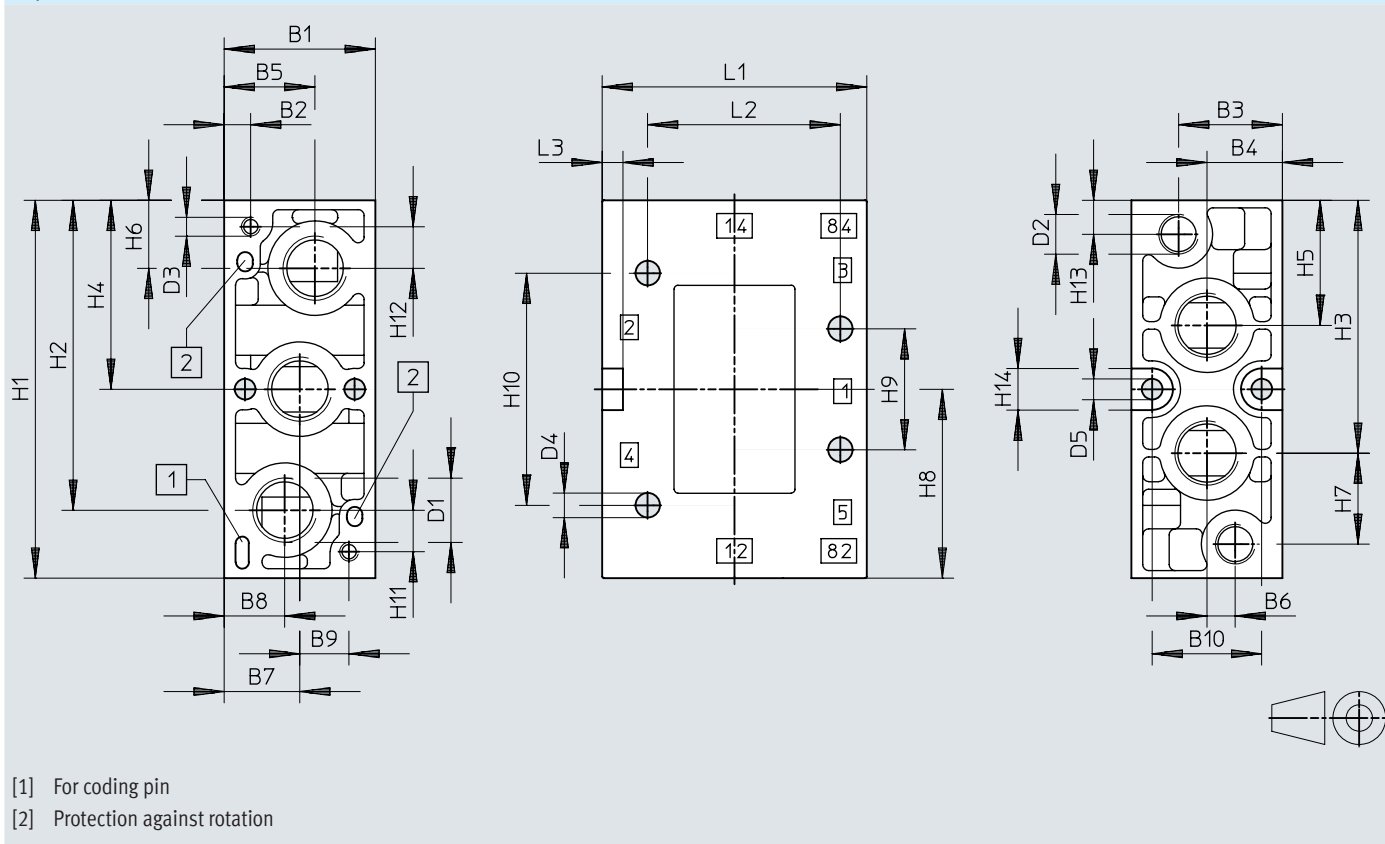 B1
B5
B2
H6
D3
H4
H2
H1
H12
2
2
1
D1
H11
B8
B9
B7
L1
L2
L3
14
84
3
2
1
4
5
12
82
H10
H9
D4
H8
B3
B4
D2
H13
H5
H3
H14
D5
H7
B6
B10
[1] For coding pin
[2] Protection against rotation